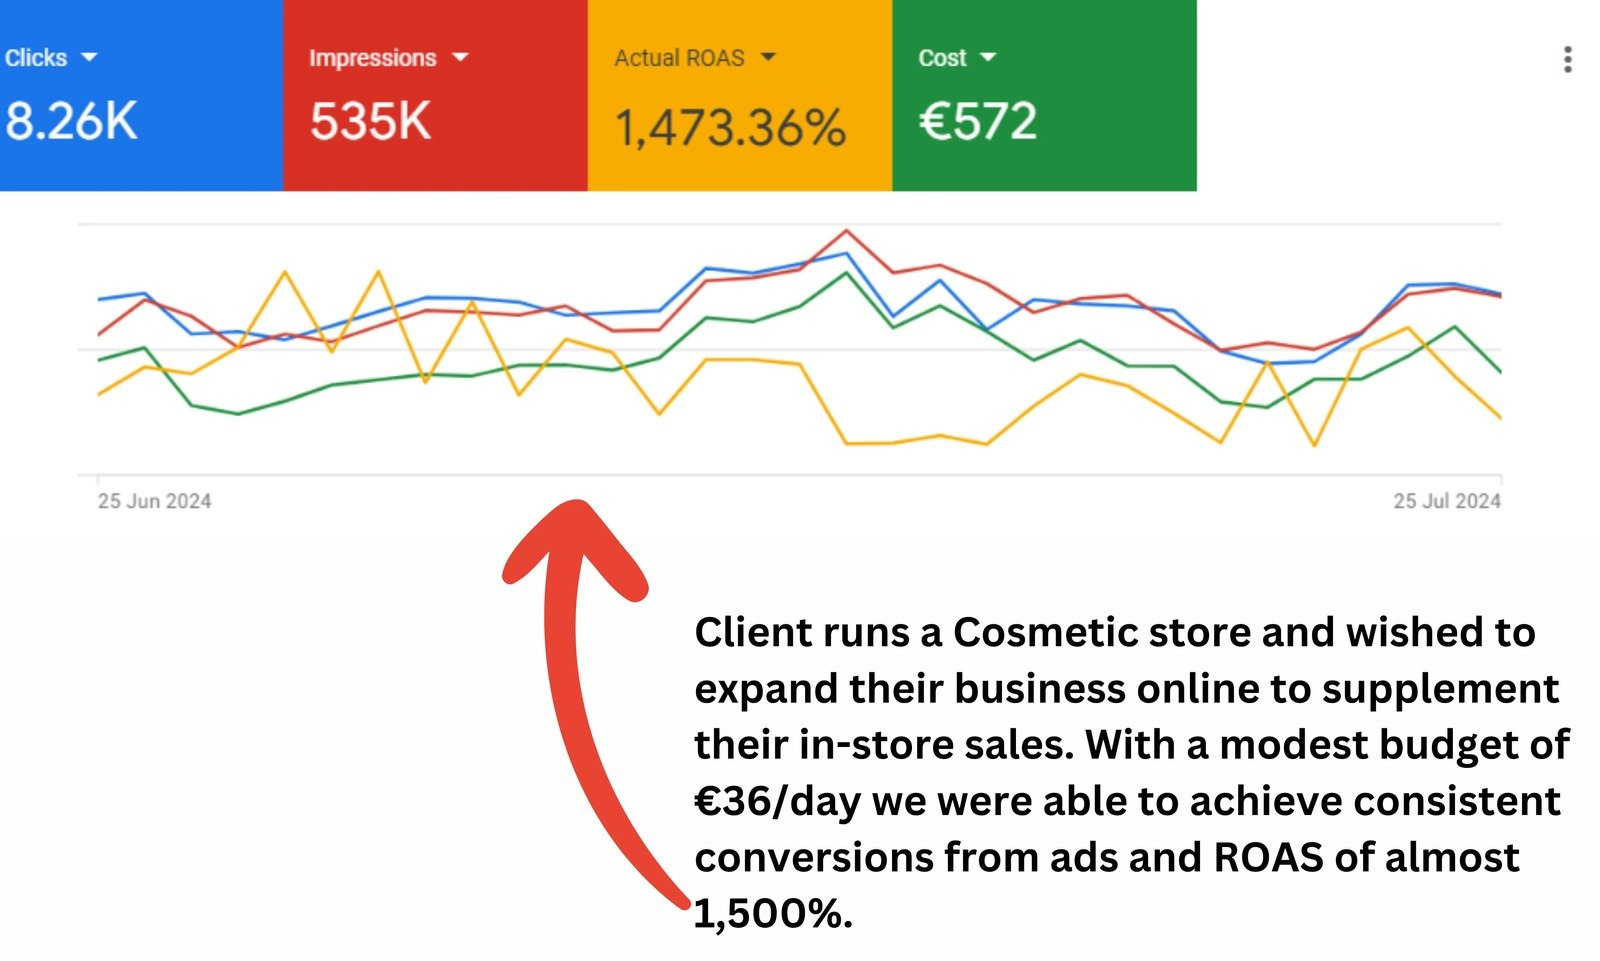 Clicks
Impressions
Actual ROAS
Cost
8.26K
535K
1,473.36%
€572
25 Jun 2024
25 Jul 2024
Client runs a Cosmetic store and wished to
expand their business online to supplement
their in-store sales. With a modest budget of
€36/day we were able to achieve consistent
conversions from ads and ROAS of almost
1,500%.